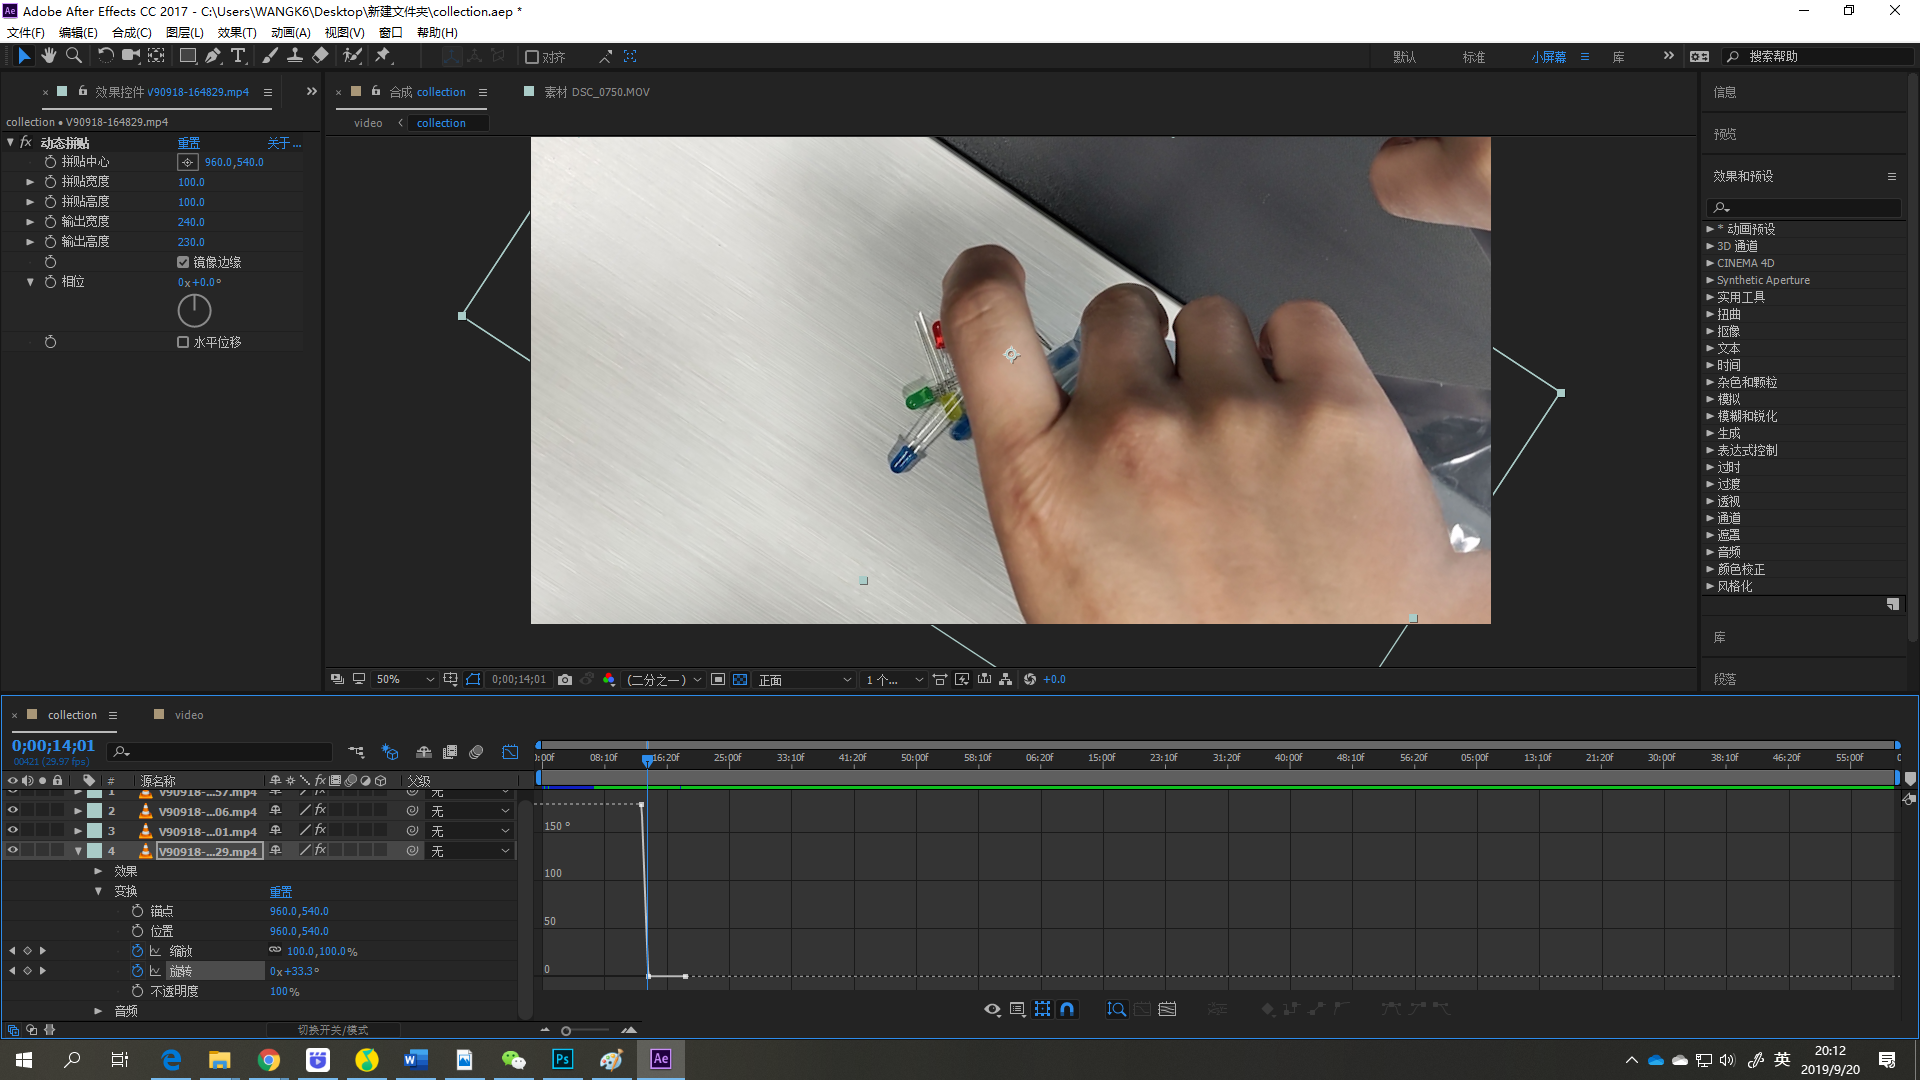 Adobe After Effects CC 2017 - C:\Users\WANGK6\Desktop\新建文件夹\collection.aep *
文件(F) 编辑(E) 合成(C) 图层(L) 效果(T) 动画(A) 视图(V) 窗口 帮助(H)
对齐 默认 标准 小屏幕 库 搜索帮助
效果控件 V90918-164829.mp4 合成 collection 素材 DSC_0750.MOV 信息
collection • V90918-164829.mp4 video collection 预览
fx 动态拼贴 重置 关于...
拼贴中心 960.0,540.0
拼贴宽度 100.0
拼贴高度 100.0
输出宽度 240.0
输出高度 230.0
镜像边缘
相位 0x+0.0°
水平位移
效果和预设
* 动画预设
3D 通道
CINEMA 4D
Synthetic Aperture
实用工具
扭曲
抠像
文本
时间
杂色和颗粒
模拟
模糊和锐化
生成
表达式控制
过时
过渡
透视
通道
遮罩
音频
颜色校正
风格化
库
段落
50% 0;00;14;01 (二分之一) 正面 1 个... +0.0
collection video
0;00;14;01
00421 (29.97 fps)
:00f 08:10f 16:20f 25:00f 33:10f 41:20f 50:00f 58:10f 06:20f 15:00f 23:10f 31:20f 40:00f 48:10f 56:20f 05:00f 13:10f 21:20f 30:00f 38:10f 46:20f 55:00f
# 源名称 fx 父级
1 V90918-...57.mp4 无
2 V90918-...06.mp4 fx 无
3 V90918-...01.mp4 fx 无
4 V90918-...29.mp4 fx 无
效果
变换 重置
锚点 960.0,540.0
位置 960.0,540.0
缩放 100.0,100.0%
旋转 0x+33.3°
不透明度 100%
音频
切换开关/模式
150 °
100
50
0
Ps Ae 英
20:12
2019/9/20